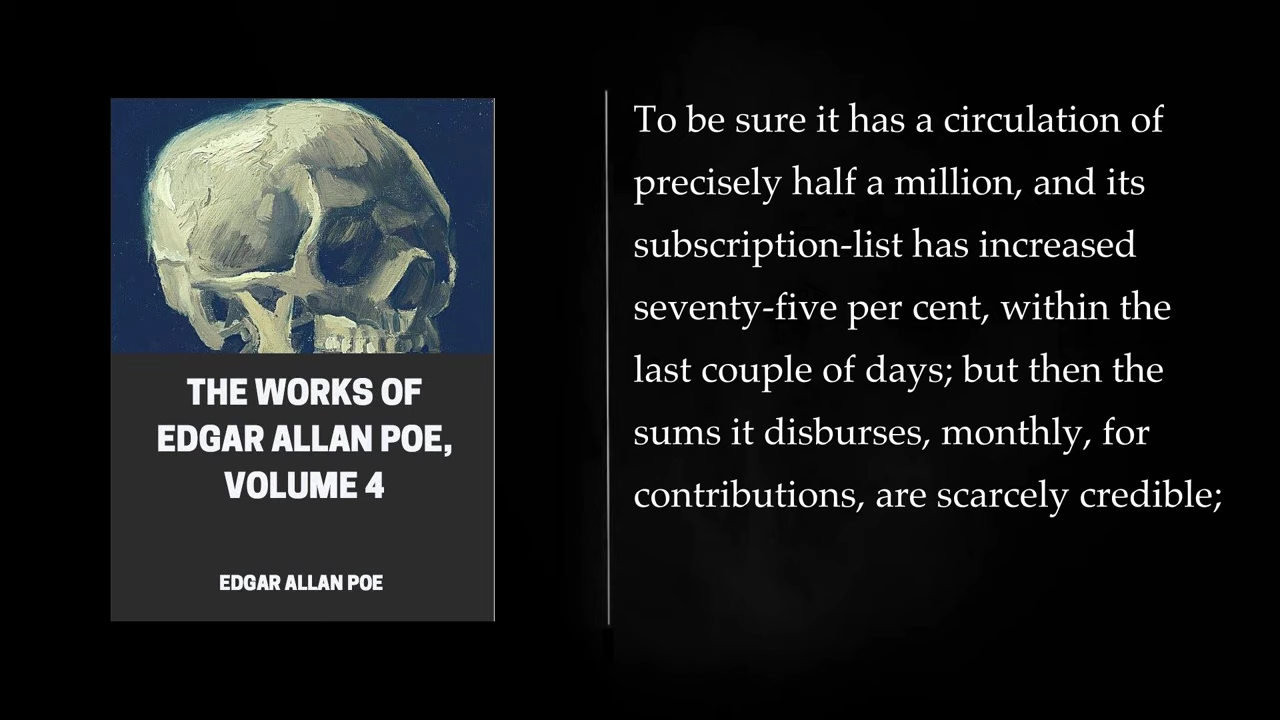 THE WORKS OF
EDGAR ALLAN POE,
VOLUME 4
EDGAR ALLAN POE
To be sure it has a circulation of
precisely half a million, and its
subscription-list has increased
seventy-five per cent, within the
last couple of days; but then the
sums it disburses, monthly, for
contributions, are scarcely credible;